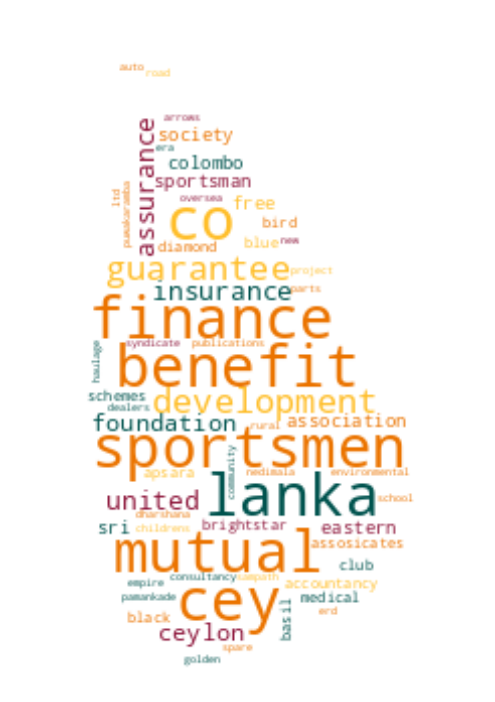 auto
road
arrows
assurance
society
era
colombo
sportsman
ltd
puwakaramba
oversea
free
co
bird
diamond
blue
new
guarantee
project
insurance
parts
finance
haulage
syndicate
publications
benefit
schemes
development
dealers
foundation
rural
association
sportsmen
community
apsara
nedimala
environmental
lanka
united
school
dharshana
sri
childrens
brightstar
eastern
mutual
assosicates
club
consultancy
sampath
empire
accountancy
cey
pamankade
medical
basil
erd
black
ceylon
spare
golden